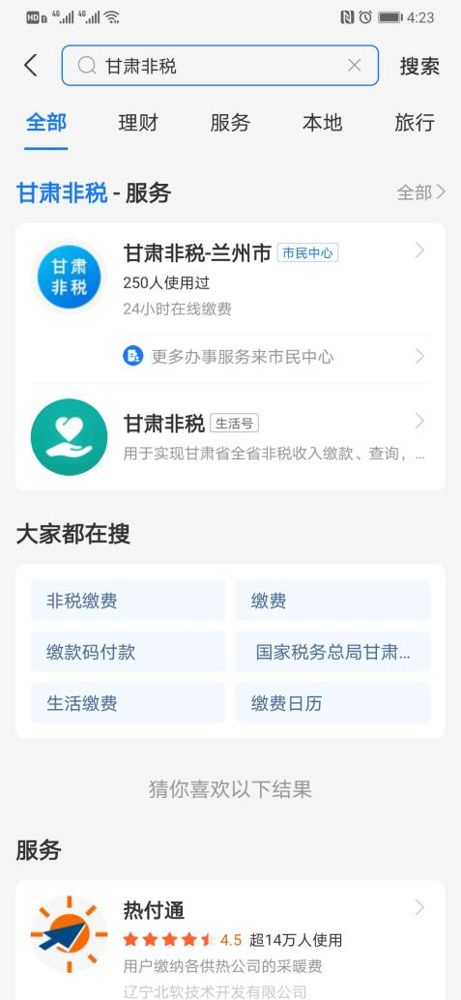 HD 4G 4G 4:23
甘肃非税 搜索
全部 理财 服务 本地 旅行
甘肃非税 - 服务 全部
甘肃非税
甘肃非税-兰州市 市民中心
250人使用过
24小时在线缴费
更多办事服务来市民中心
甘肃非税 生活号
用于实现甘肃省全省非税收入缴款、查询，...
大家都在搜
非税缴费 缴费
缴款码付款 国家税务总局甘肃...
生活缴费 缴费日历
猜你喜欢以下结果
服务
热付通
4.5 超14万人使用
用户缴纳各供热公司的采暖费
辽宁北软技术开发有限公司